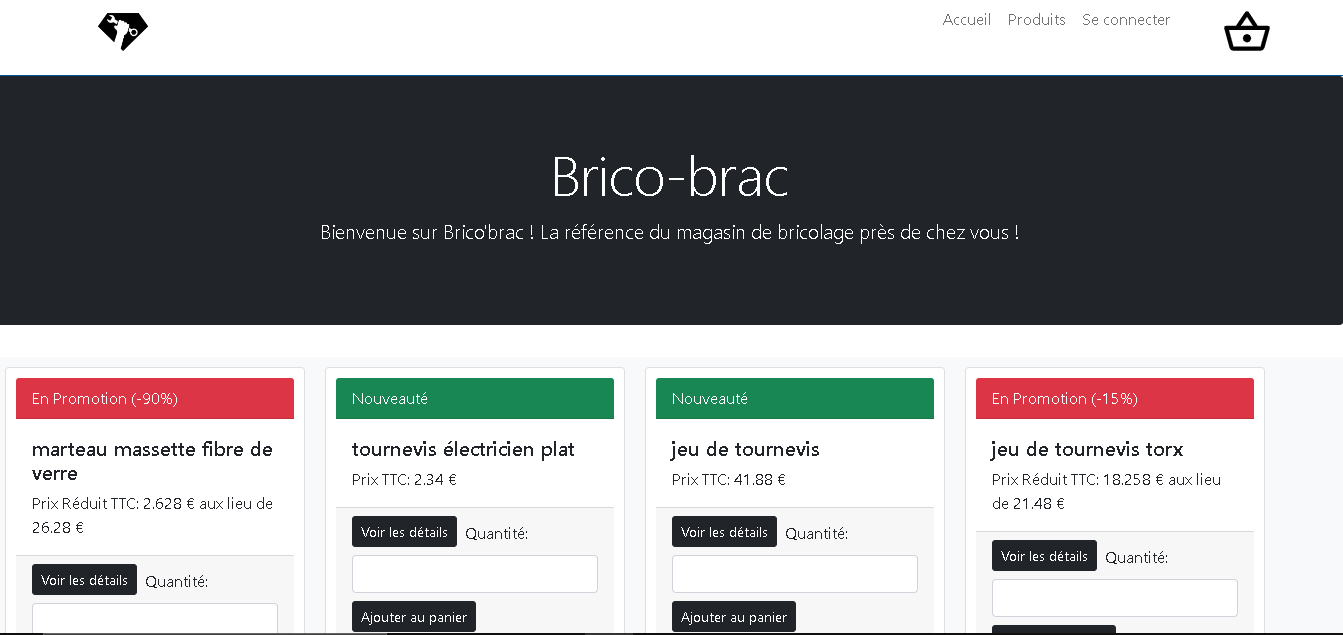 Accueil Produits Se connecter
Brico-brac
Bienvenue sur Brico'brac ! La référence du magasin de bricolage près de chez vous !
En Promotion (-90%)
marteau massette fibre de
verre
Prix Réduit TTC: 2.628 € aux lieu de
26.28 €
Voir les détails Quantité:
Nouveauté
tournevis électricien plat
Prix TTC: 2.34 €
Voir les détails Quantité:
Ajouter au panier
Nouveauté
jeu de tournevis
Prix TTC: 41.88 €
Voir les détails Quantité:
Ajouter au panier
En Promotion (-15%)
jeu de tournevis torx
Prix Réduit TTC: 18.258 € aux lieu
de 21.48 €
Voir les détails Quantité: